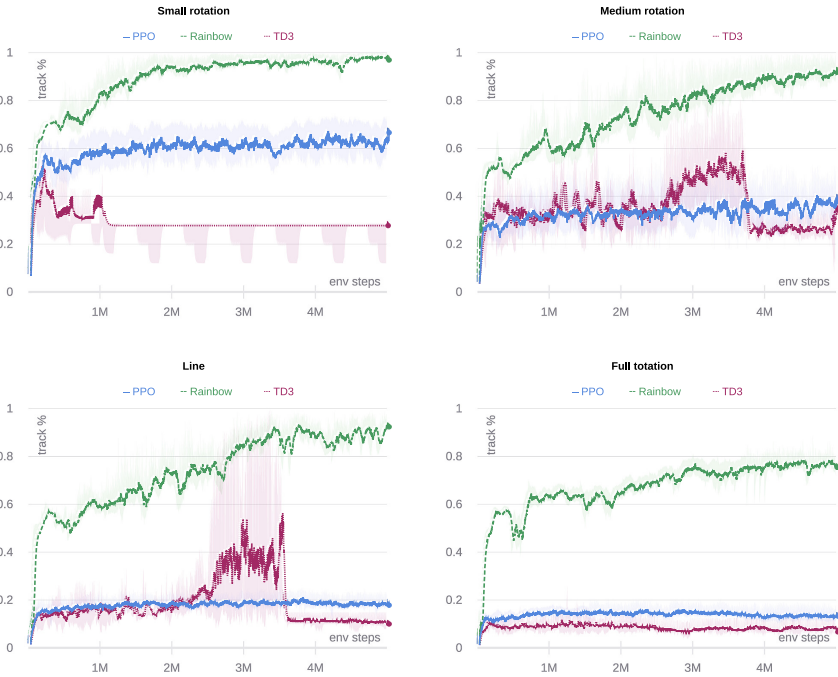 Small rotation
PPO Rainbow TD3
track %
1
0.8
0.6
0.4
0.2
0
env steps
1M 2M 3M 4M
Medium rotation
PPO Rainbow TD3
track %
1
0.8
0.6
0.4
0.2
0
env steps
1M 2M 3M 4M
Line
PPO Rainbow TD3
track %
1
0.8
0.6
0.4
0.2
0
env steps
1M 2M 3M 4M
Full totation
PPO Rainbow TD3
track %
1
0.8
0.6
0.4
0.2
0
env steps
1M 2M 3M 4M